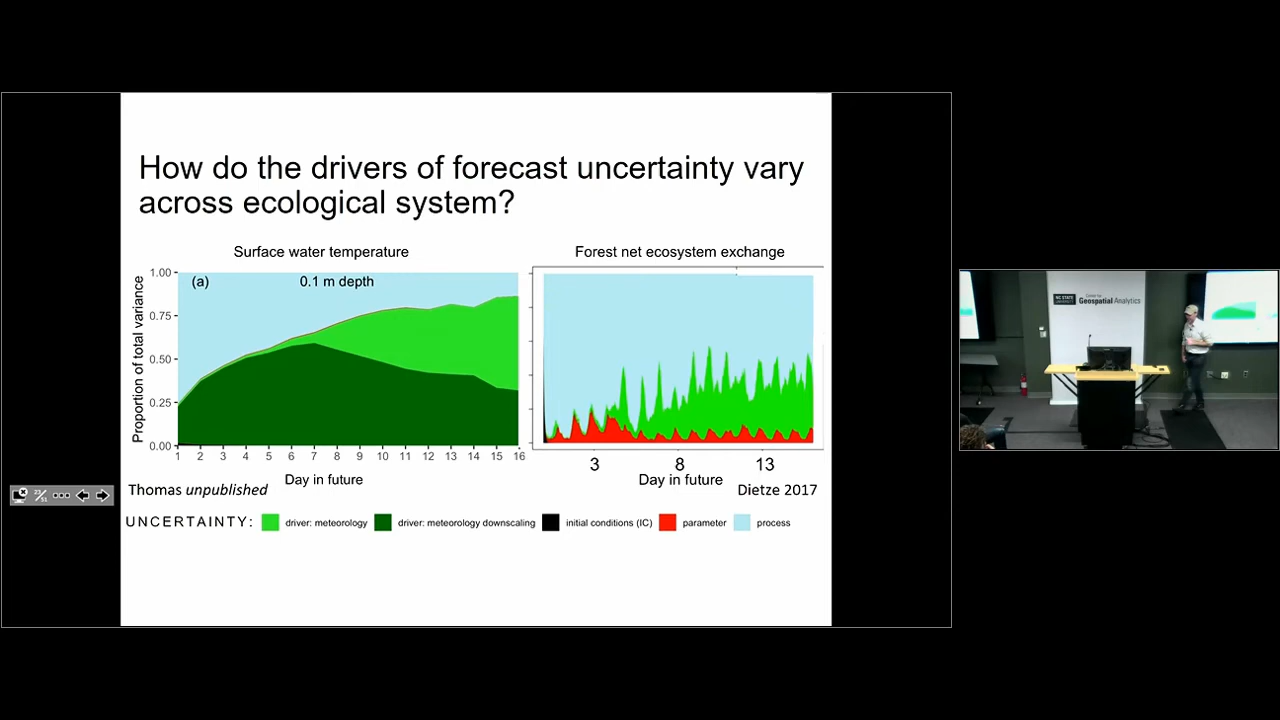 How do the drivers of forecast uncertainty vary
across ecological system?
Surface water temperature
Forest net ecosystem exchange
(a)
0.1 m depth
Proportion of total variance
1.00
0.75
0.50
0.25
0.00
1 2 3 4 5 6 7 8 9 10 11 12 13 14 15 16
Day in future
3 8 13
Day in future
Thomas unpublished
Dietze 2017
UNCERTAINTY: driver: meteorology driver: meteorology downscaling initial conditions (IC) parameter process
23/51
NC STATE
UNIVERSITY
Center for
Geospatial Analytics